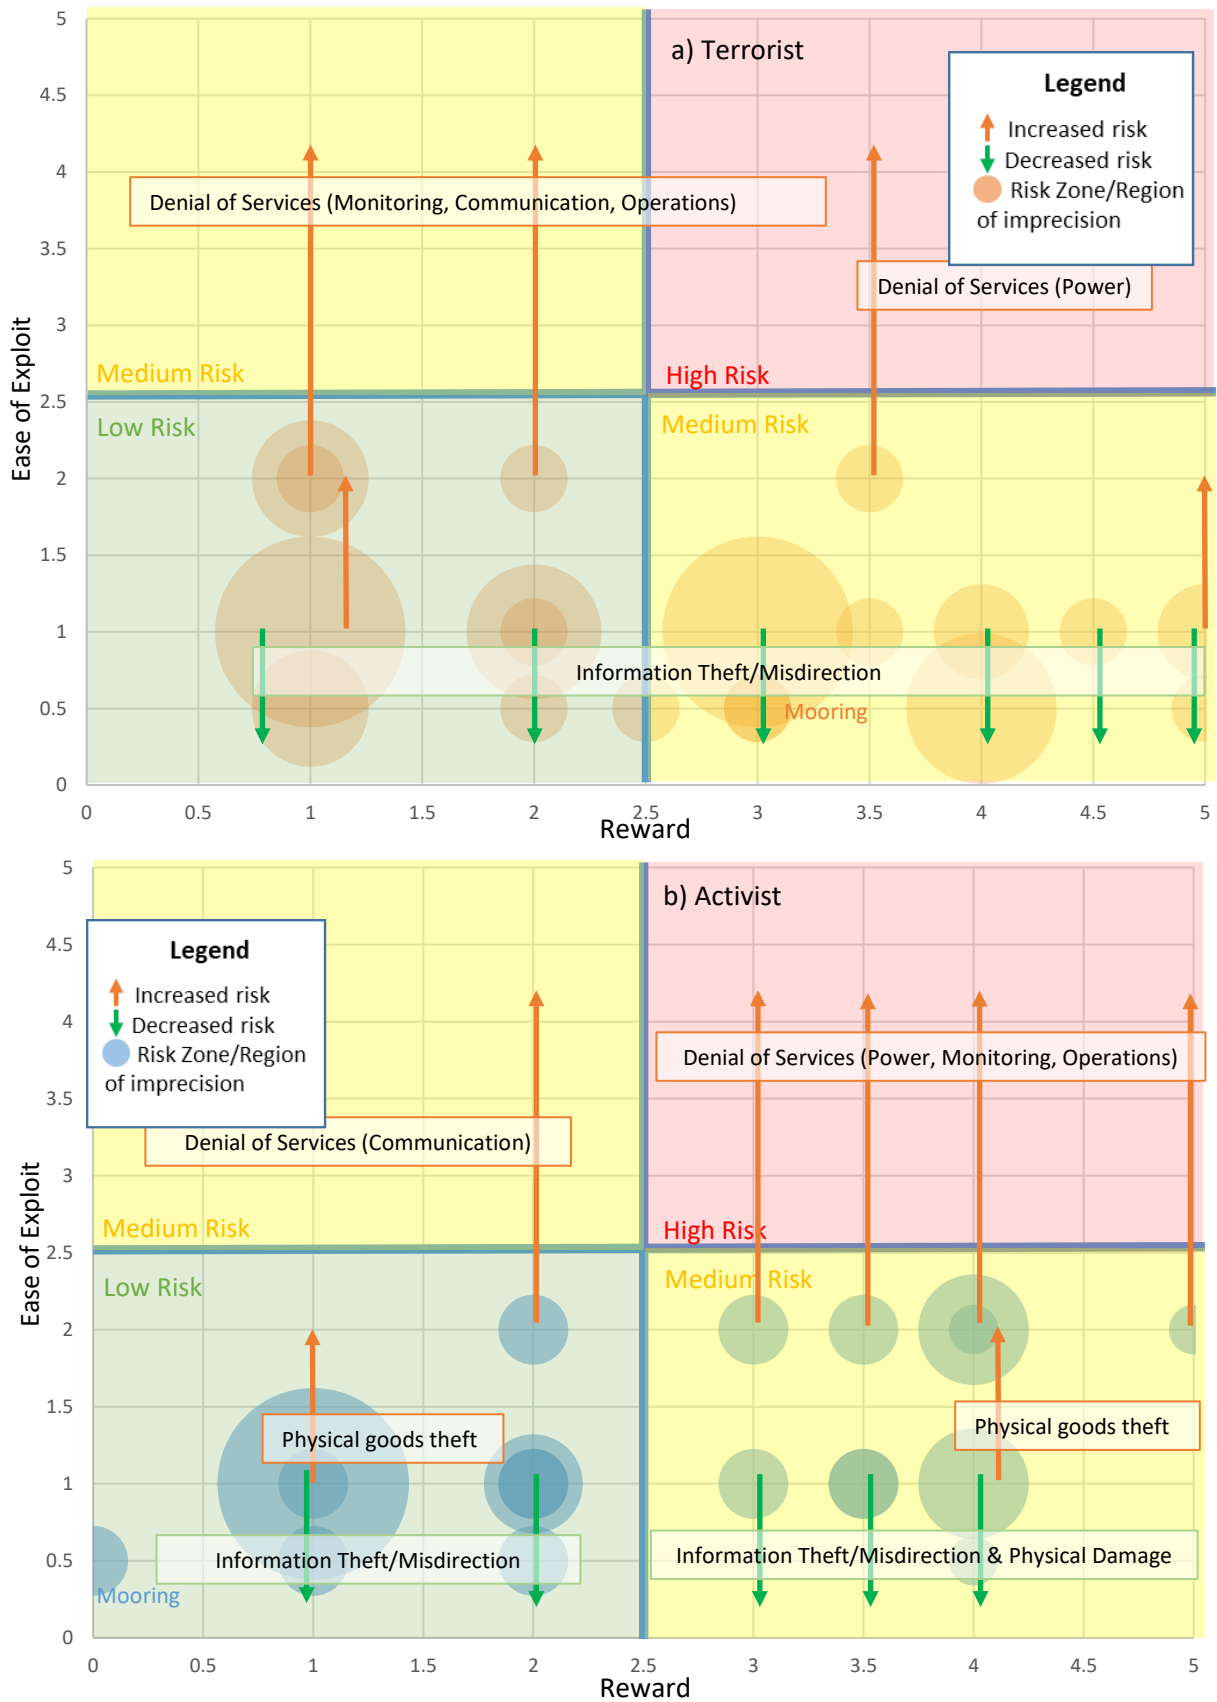 5
a) Terrorist
Legend
4.5
Increased risk
Decreased risk
4
Risk Zone/Region
Denial of Services (Monitoring, Communication, Operations)
of imprecision
3.5
Denial of Services (Power)
3
Medium Risk
High Risk
2.5
Low Risk
Medium Risk
Ease of Exploit
2
1.5
1
Information Theft/Misdirection
Mooring
0.5
0
0
0.5
1
1.5
2
2.5
3
3.5
4
4.5
5
Reward
5
b) Activist
Legend
4.5
Increased risk
Decreased risk
4
Risk Zone/Region
of imprecision
Denial of Services (Power, Monitoring, Operations)
3.5
Denial of Services (Communication)
3
Medium Risk
High Risk
2.5
Low Risk
Medium Risk
Ease of Exploit
2
1.5
Physical goods theft
Physical goods theft
1
Information Theft/Misdirection
Information Theft/Misdirection & Physical Damage
0.5
Mooring
0
0
0.5
1
1.5
2
2.5
3
3.5
4
4.5
5
Reward